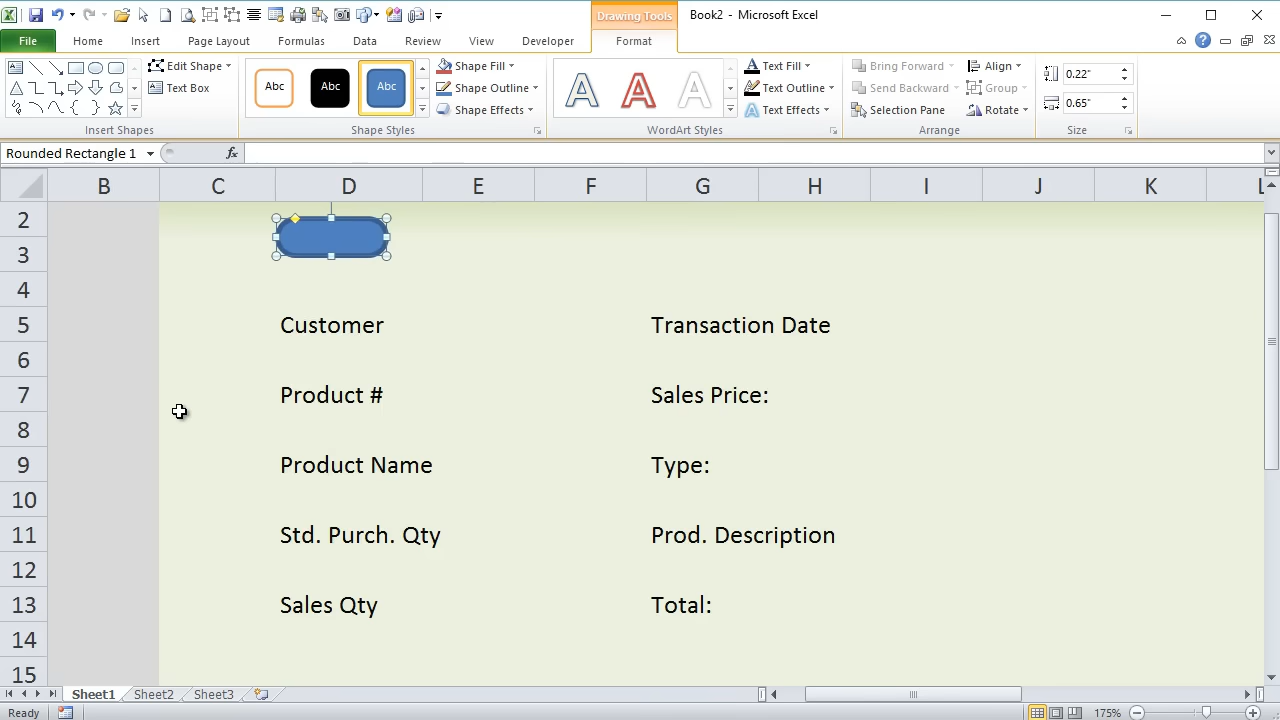 Drawing Tools
Book2 - Microsoft Excel
File Home Insert Page Layout Formulas Data Review View Developer Format
Edit Shape
Text Box
Insert Shapes
Abc Abc Abc
Shape Fill
Shape Outline
Shape Effects
Shape Styles
Text Fill
Text Outline
Text Effects
WordArt Styles
Bring Forward
Send Backward
Selection Pane
Align
Group
Rotate
Arrange
0.22"
0.65"
Size
Rounded Rectangle 1
fx
B C D E F G H I J K L
2
3
4
5 Customer Transaction Date
6
7 Product # Sales Price:
8
9 Product Name Type:
10
11 Std. Purch. Qty Prod. Description
12
13 Sales Qty Total:
14
15
Sheet1 Sheet2 Sheet3
Ready
175%